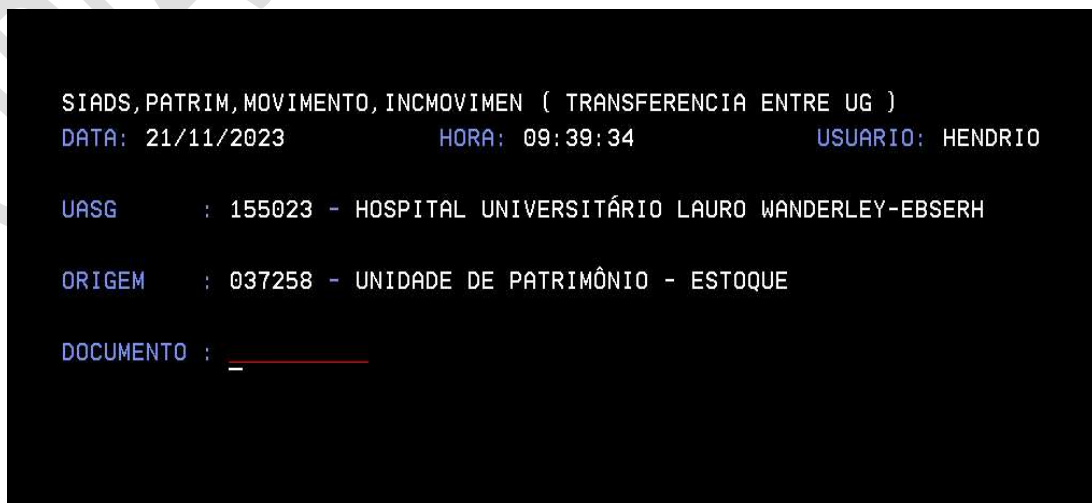 SIADS,PATRIM,MOVIMENTO,INCMOVIMEN ( TRANSFERENCIA ENTRE UG )
DATA: 21/11/2023 HORA: 09:39:34 USUARIO: HENDRIO
UASG : 155023 - HOSPITAL UNIVERSITÁRIO LAURO WANDERLEY-EBSERH
ORIGEM : 037258 - UNIDADE DE PATRIMÔNIO - ESTOQUE
DOCUMENTO : __________